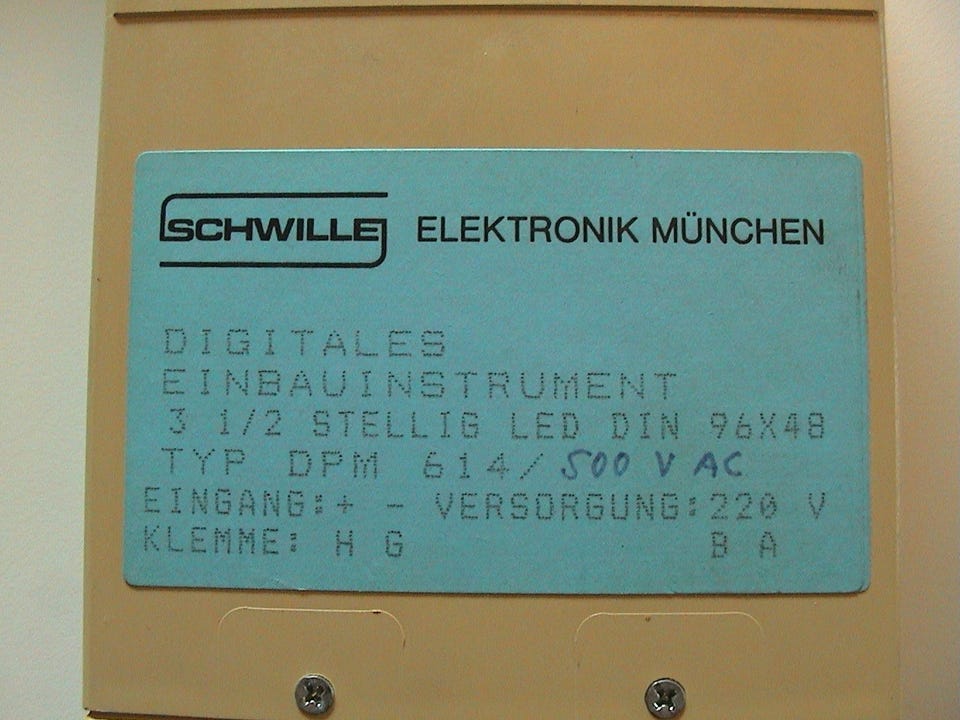 SCHWILLE ELEKTRONIK MÜNCHEN
DIGITALES
EINBAUINSTRUMENT
3 1/2 STELLIG LED DIN 96X48
TYP DPM 614/ 500 V AC
EINGANG:+ - VERSORGUNG:220 V
KLEMME: H G B A